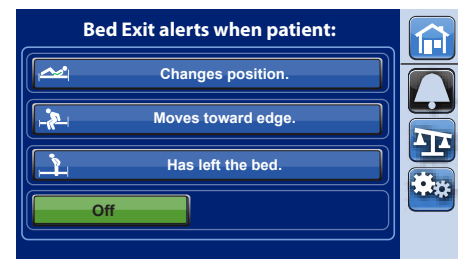 Bed Exit alerts when patient:
Changes position.
Moves toward edge.
Has left the bed.
Off